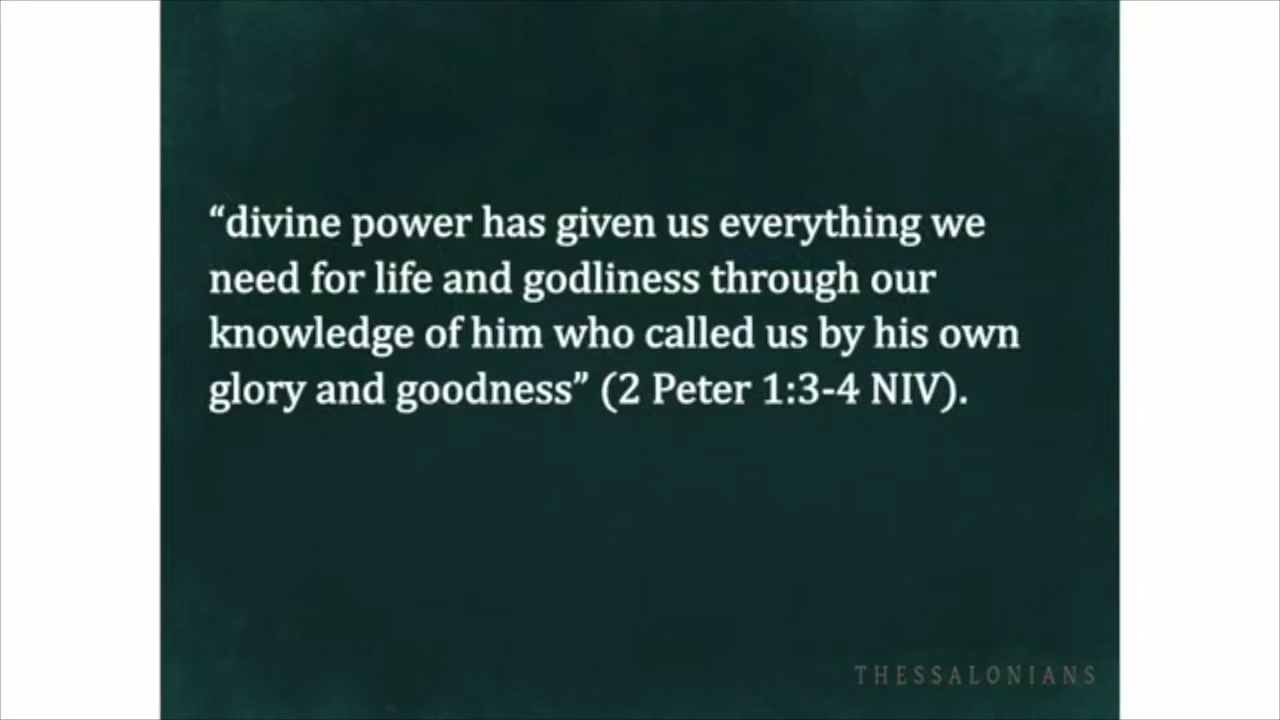 “divine power has given us everything we
need for life and godliness through our
knowledge of him who called us by his own
glory and goodness” (2 Peter 1:3-4 NIV).
THESSALONIANS